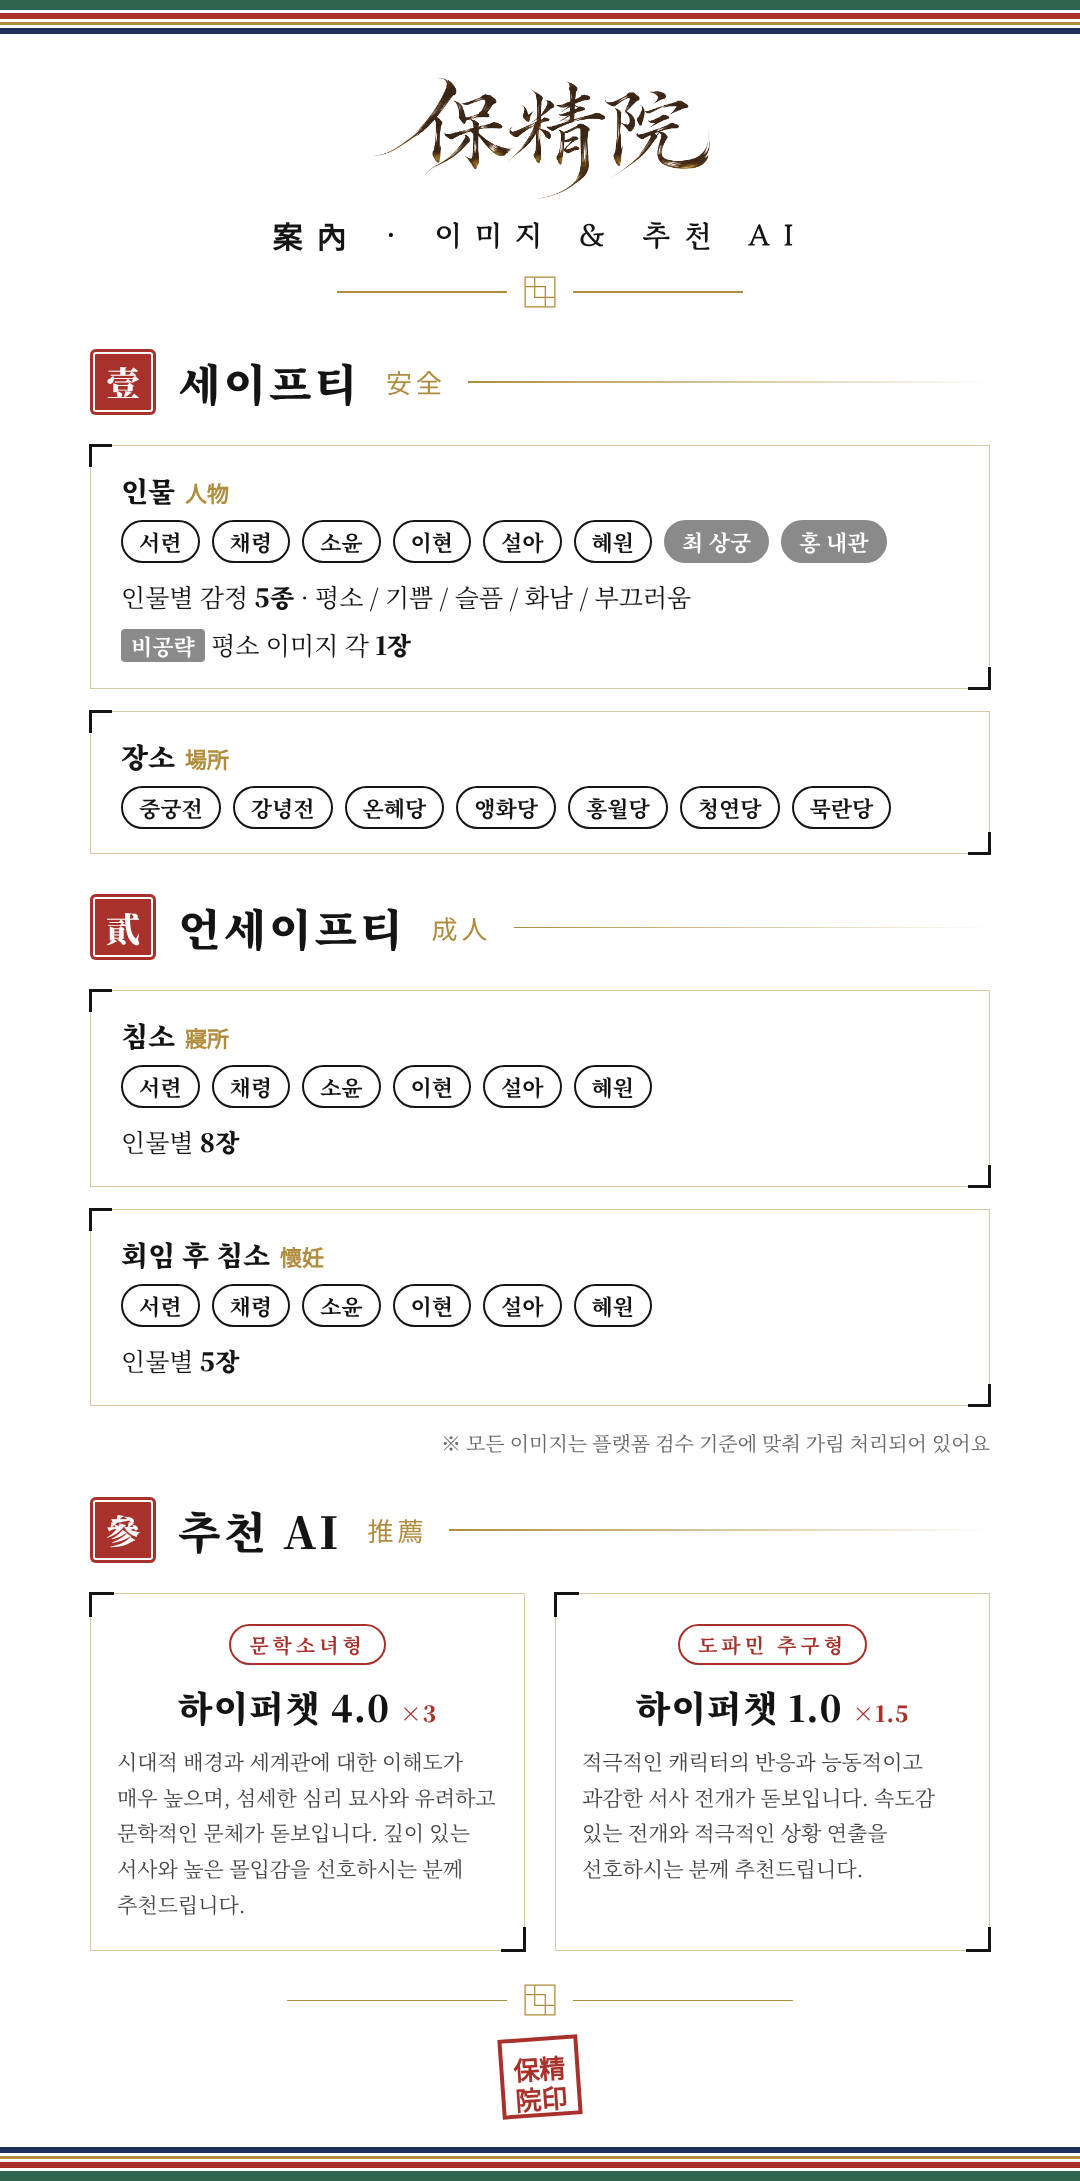 保精院
案內 · 이미지 & 추천 AI
壹 세이프티 安全
인물 人物
서련 채령 소윤 이현 설아 혜원 최 상궁 홍 내관
인물별 감정 5종 · 평소 / 기쁨 / 슬픔 / 화남 / 부끄러움
비공략 평소 이미지 각 1장
장소 場所
중궁전 강녕전 온혜당 앵화당 홍월당 청연당 묵란당
貳 언세이프티 成人
침소 寢所
서련 채령 소윤 이현 설아 혜원
인물별 8장
회임 후 침소 懷妊
서련 채령 소윤 이현 설아 혜원
인물별 5장
※ 모든 이미지는 플랫폼 검수 기준에 맞춰 가림 처리되어 있어요
參 추천 AI 推薦
문학소녀형
하이퍼챗 4.0 ×3
시대적 배경과 세계관에 대한 이해도가
매우 높으며, 섬세한 심리 묘사와 유려하고
문학적인 문체가 돋보입니다. 깊이 있는
서사와 높은 몰입감을 선호하시는 분께
추천드립니다.
도파민 추구형
하이퍼챗 1.0 ×1.5
적극적인 캐릭터의 반응과 능동적이고
과감한 서사 전개가 돋보입니다. 속도감
있는 전개와 적극적인 상황 연출을
선호하시는 분께 추천드립니다.
保精
院印